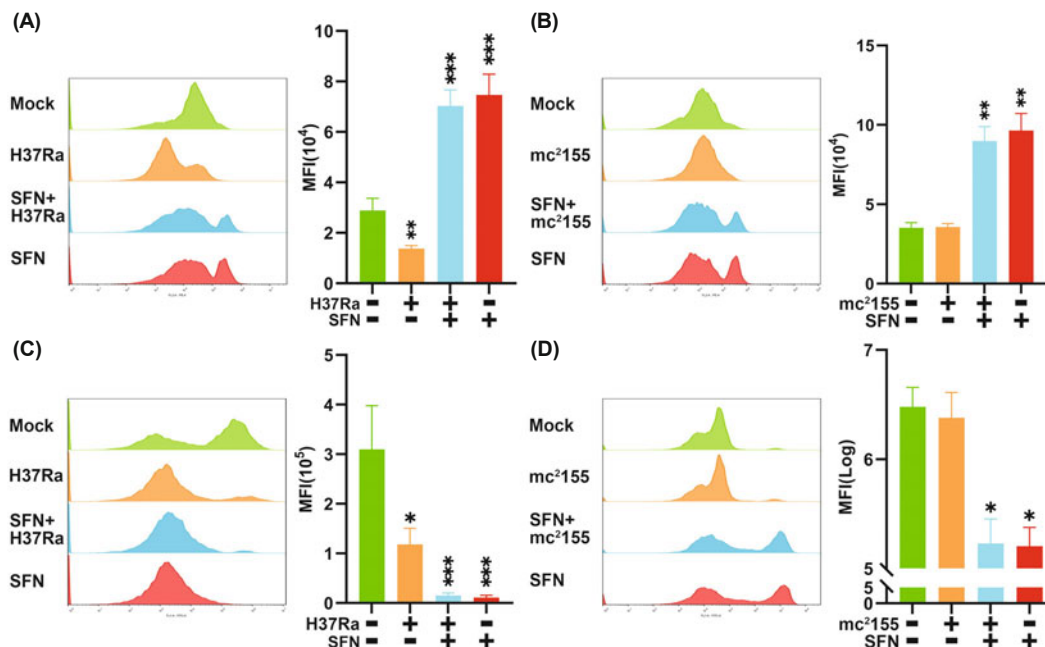 (A)
Mock
H37Ra
SFN+
H37Ra
SFN
MFI(10⁴)
10
8
6
4
2
0
**
***
***
H37Ra - + + -
SFN - - + +
(B)
Mock
mc²155
SFN+
mc²155
SFN
MFI(10⁴)
15
10
5
0
**
**
mc²155 - + + -
SFN - - + +
(C)
Mock
H37Ra
SFN+
H37Ra
SFN
MFI(10⁵)
5
4
3
2
1
0
*
***
***
H37Ra - + + -
SFN - - + +
(D)
Mock
mc²155
SFN+
mc²155
SFN
MFI(Log)
7
6
5
5
0
*
*
mc²155 - + + -
SFN - - + +